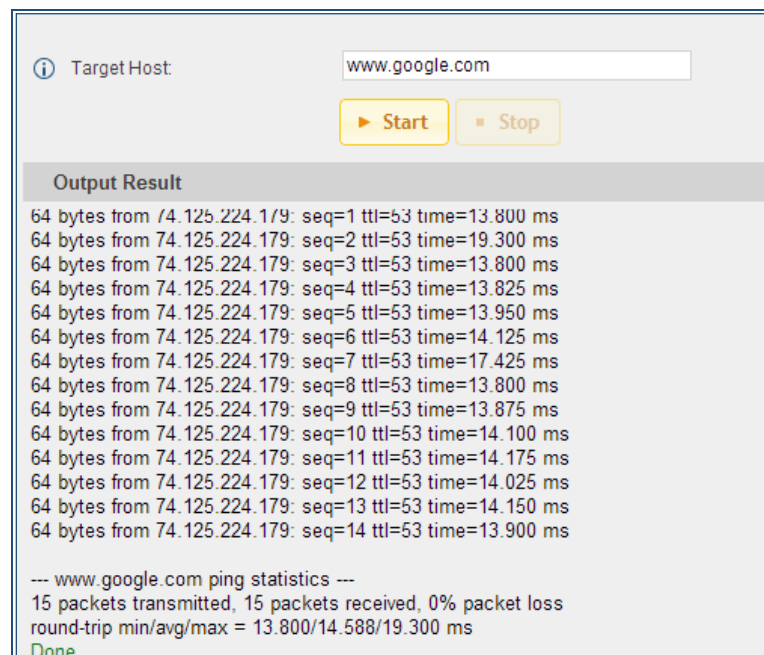 Target Host:
www.google.com
Start
Stop
Output Result
64 bytes from 74.125.224.179: seq=1 ttl=53 time=13.800 ms
64 bytes from 74.125.224.179: seq=2 ttl=53 time=19.300 ms
64 bytes from 74.125.224.179: seq=3 ttl=53 time=13.800 ms
64 bytes from 74.125.224.179: seq=4 ttl=53 time=13.825 ms
64 bytes from 74.125.224.179: seq=5 ttl=53 time=13.950 ms
64 bytes from 74.125.224.179: seq=6 ttl=53 time=14.125 ms
64 bytes from 74.125.224.179: seq=7 ttl=53 time=17.425 ms
64 bytes from 74.125.224.179: seq=8 ttl=53 time=13.800 ms
64 bytes from 74.125.224.179: seq=9 ttl=53 time=13.875 ms
64 bytes from 74.125.224.179: seq=10 ttl=53 time=14.100 ms
64 bytes from 74.125.224.179: seq=11 ttl=53 time=14.175 ms
64 bytes from 74.125.224.179: seq=12 ttl=53 time=14.025 ms
64 bytes from 74.125.224.179: seq=13 ttl=53 time=14.150 ms
64 bytes from 74.125.224.179: seq=14 ttl=53 time=13.900 ms
--- www.google.com ping statistics ---
15 packets transmitted, 15 packets received, 0% packet loss
round-trip min/avg/max = 13.800/14.588/19.300 ms
Done